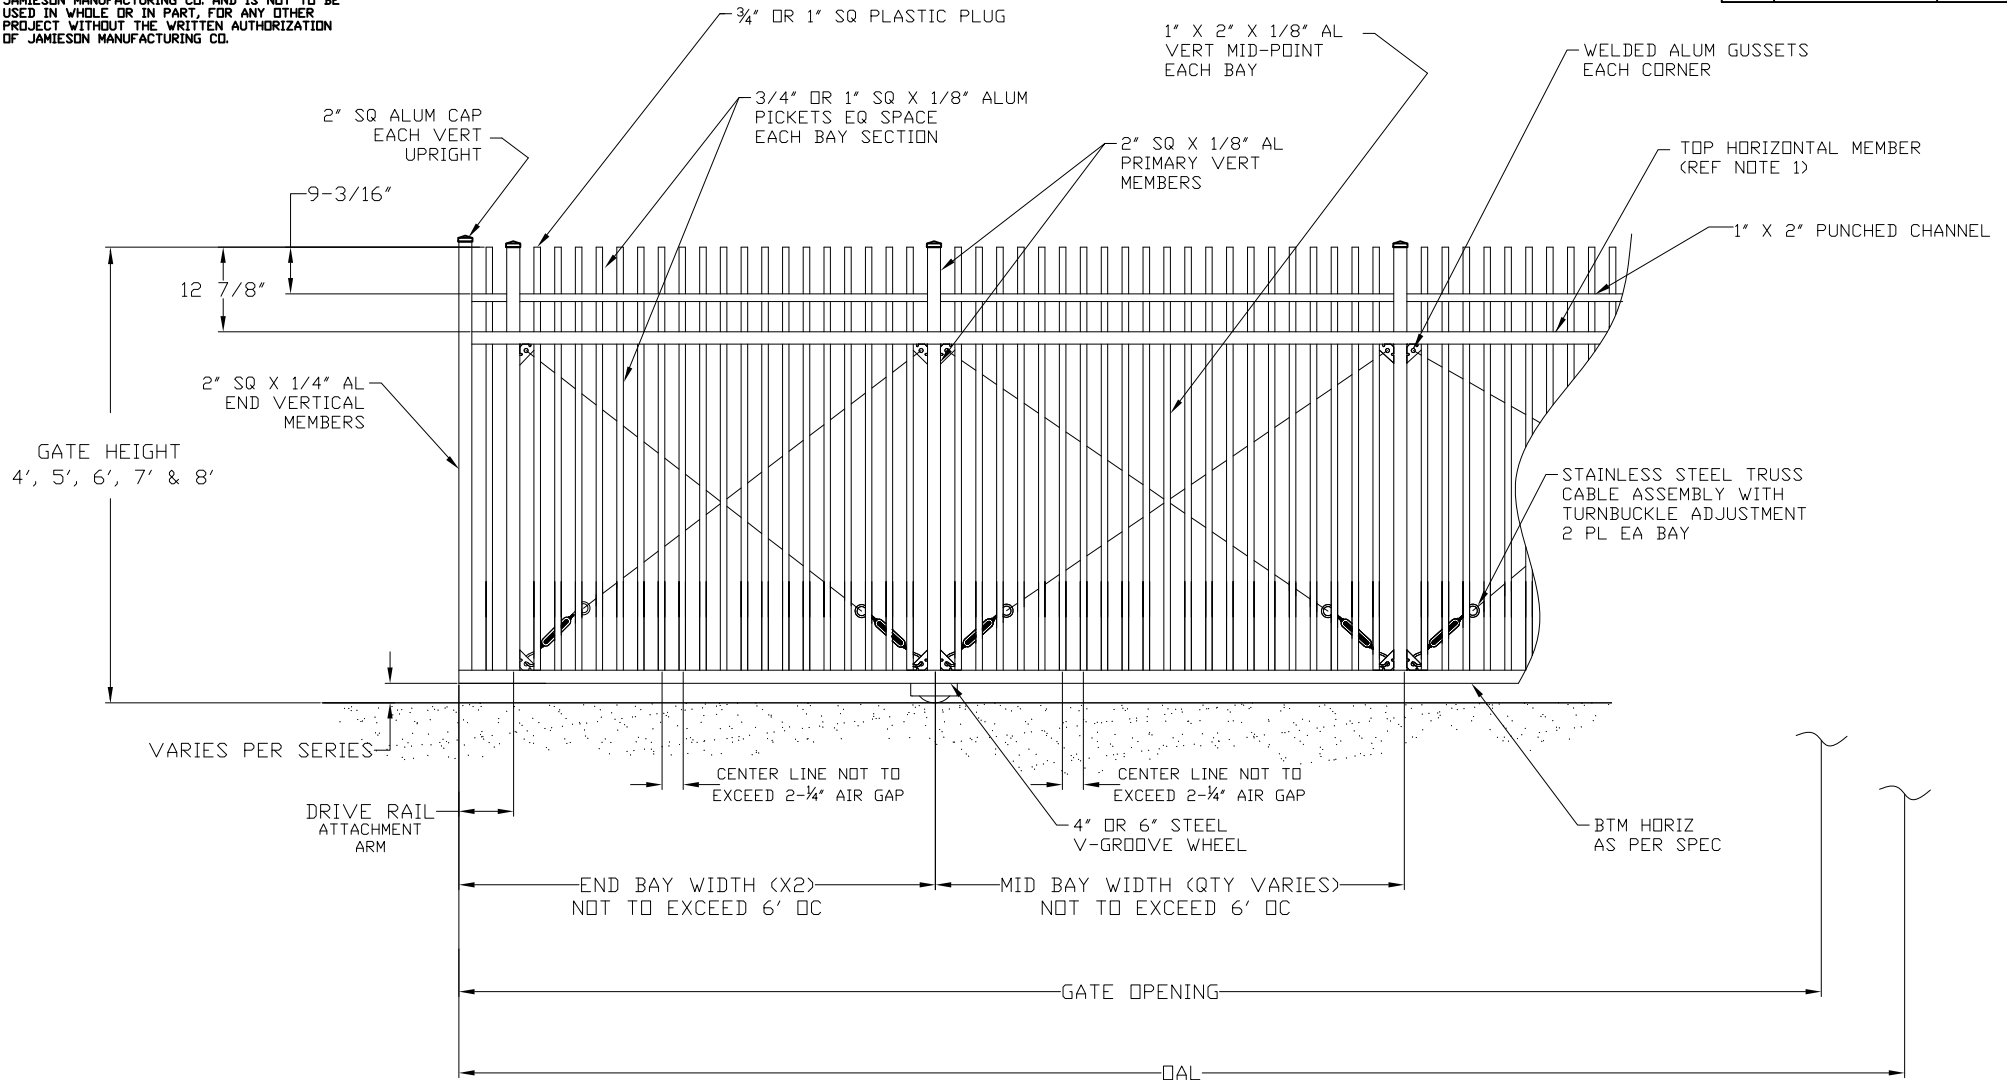 JAMIESON MANUFACTURING CO. AND IS NOT TO BE
USED IN WHOLE OR IN PART, FOR ANY OTHER
PROJECT WITHOUT THE WRITTEN AUTHORIZATION
OF JAMIESON MANUFACTURING CO.
¾" OR 1" SQ PLASTIC PLUG
1" X 2" X 1/8" AL
VERT MID-POINT
EACH BAY
WELDED ALUM GUSSETS
EACH CORNER
2" SQ ALUM CAP
EACH VERT
UPRIGHT
3/4" OR 1" SQ X 1/8" ALUM
PICKETS EQ SPACE
EACH BAY SECTION
2" SQ X 1/8" AL
PRIMARY VERT
MEMBERS
TOP HORIZONTAL MEMBER
(REF NOTE 1)
9-3/16"
1" X 2" PUNCHED CHANNEL
12 7/8"
2" SQ X 1/4" AL
END VERTICAL
MEMBERS
GATE HEIGHT
4', 5', 6', 7' & 8'
STAINLESS STEEL TRUSS
CABLE ASSEMBLY WITH
TURNBUCKLE ADJUSTMENT
2 PL EA BAY
VARIES PER SERIES
CENTER LINE NOT TO
EXCEED 2-¼" AIR GAP
CENTER LINE NOT TO
EXCEED 2-¼" AIR GAP
DRIVE RAIL
ATTACHMENT
ARM
4" OR 6" STEEL
V-GROOVE WHEEL
BTM HORIZ
AS PER SPEC
END BAY WIDTH (X2)
NOT TO EXCEED 6' OC
MID BAY WIDTH (QTY VARIES)
NOT TO EXCEED 6' OC
GATE OPENING
OAL